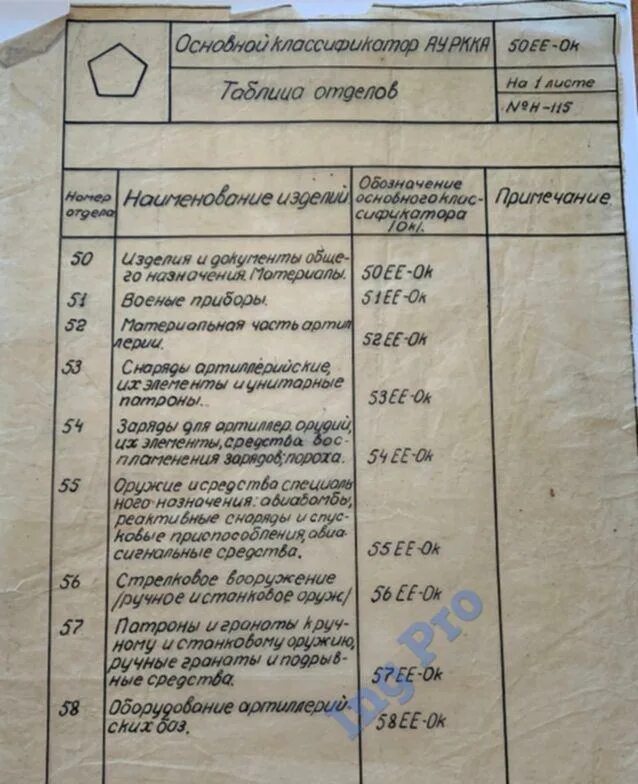 Основной классификатор АУ РККА
50ЕЕ-Ок
Таблица отделов
На 1 листе
№ Н-115
Номер отдела
Наименование изделий
Обозначение
основного клас-
сификатора
/Ок/.
Примечание
50
Изделия и документы обще-
го назначения. Материалы.
50ЕЕ-Ок
51
Военые приборы.
51ЕЕ-Ок
52
Материальная часть артил
лерии.
52ЕЕ-Ок
53
Снаряды артиллерийские,
их элементы и унитарные
патроны.
53ЕЕ-Ок
54
Заряды для артиллер. орудий,
их элементы, средства вос-
пламенения зарядов; пороха.
54ЕЕ-Ок
55
Оружие и средства специаль
ного назначения: авиабомбы,
реактивные снаряды и спус-
ковые приспособления, авиа-
сигнальные средства.
55ЕЕ-Ок
56
Стрелковое вооружение
/ручное и станковое оруж/
56ЕЕ-Ок
57
Патроны и гранаты к руч-
ному и станковому оружию,
ручные гранаты и подрыв-
ные средства.
57ЕЕ-Ок
58
Оборудование артиллерий-
ских баз.
58ЕЕ-Ок
Ing.Pro